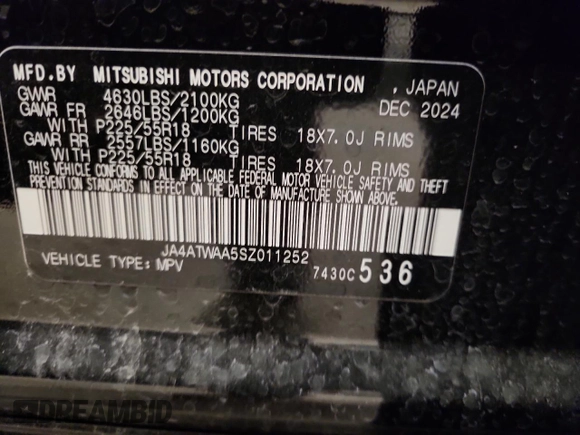 MFD.BY MITSUBISHI MOTORS CORPORATION , JAPAN
GVWR 4630LBS/2100KG DEC 2024
GAWR FR 2646LBS/1200KG
WITH P225/55R18 TIRES 18X7.0J RIMS
GAWR RR 2557LBS/1160KG
WITH P225/55R18 TIRES 18X7.0J RIMS
THIS VEHICLE CONFORMS TO ALL APPLICABLE FEDERAL MOTOR VEHICLE SAFETY AND THEFT
PREVENTION STANDARDS IN EFFECT ON THE DATE OF MANUFACTURE SHOWN ABOVE.
JA4ATWAA5SZ011252
VEHICLE TYPE: MPV 7430C 536
DREAMBID